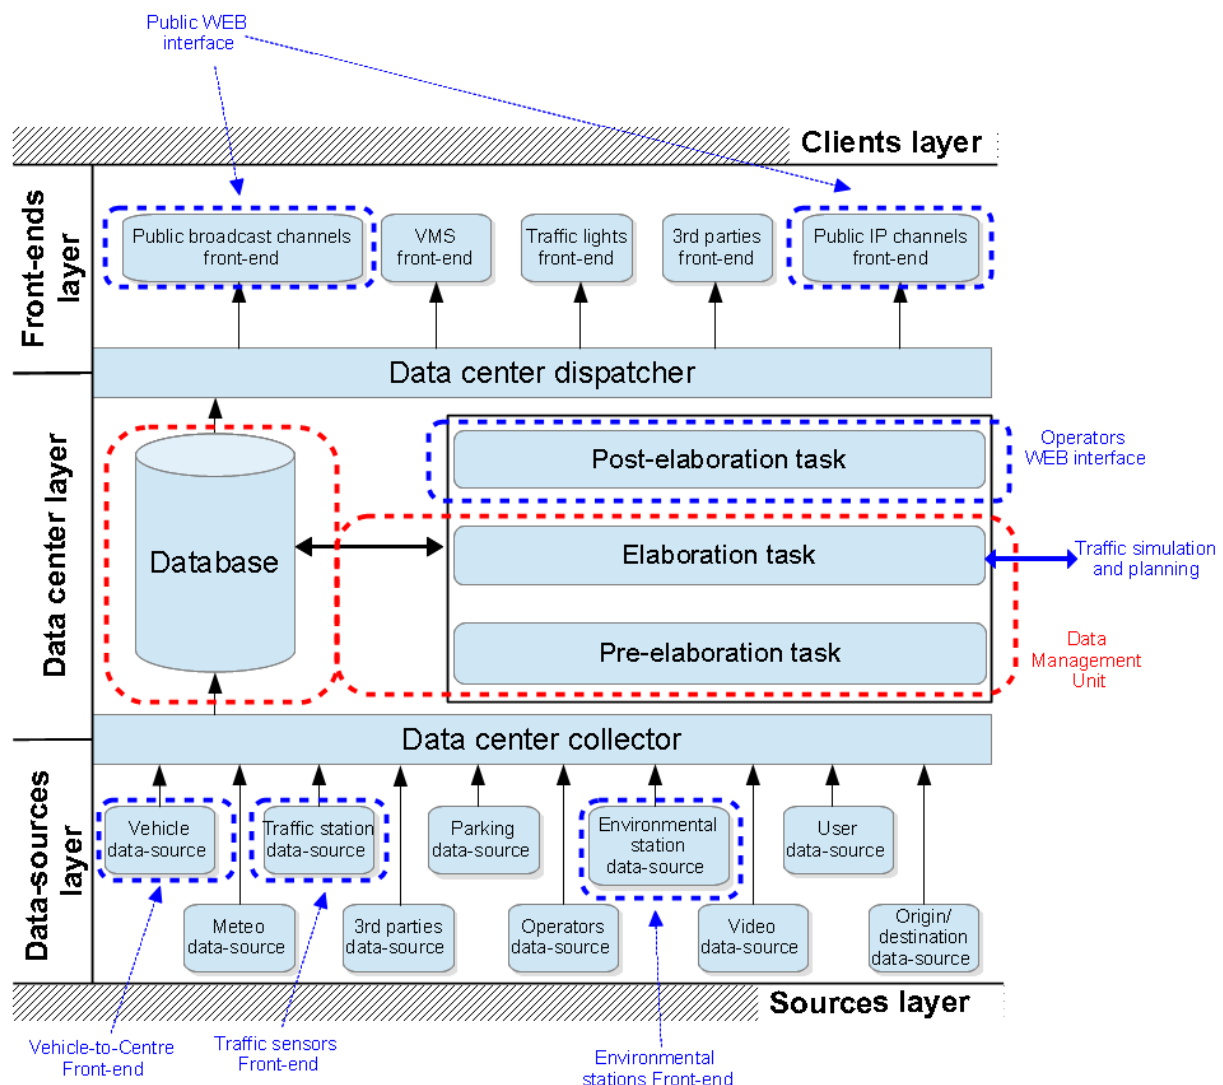 Public WEB
interface
Clients layer
Front-ends
layer
Public broadcast channels
front-end
VMS
front-end
Traffic lights
front-end
3rd parties
front-end
Public IP channels
front-end
Data center dispatcher
Data center layer
Database
Post-elaboration task
Elaboration task
Pre-elaboration task
Operators
WEB interface
Traffic simulation
and planning
Data
Management
Unit
Data center collector
Data-sources
layer
Vehicle
data-source
Traffic station
data-source
Parking
data-source
Environmental
station
data-source
User
data-source
Meteo
data-source
3rd parties
data-source
Operators
data-source
Video
data-source
Origin/
destination
data-source
Sources layer
Vehicle-to-Centre
Front-end
Traffic sensors
Front-end
Environmental
stations Front-end